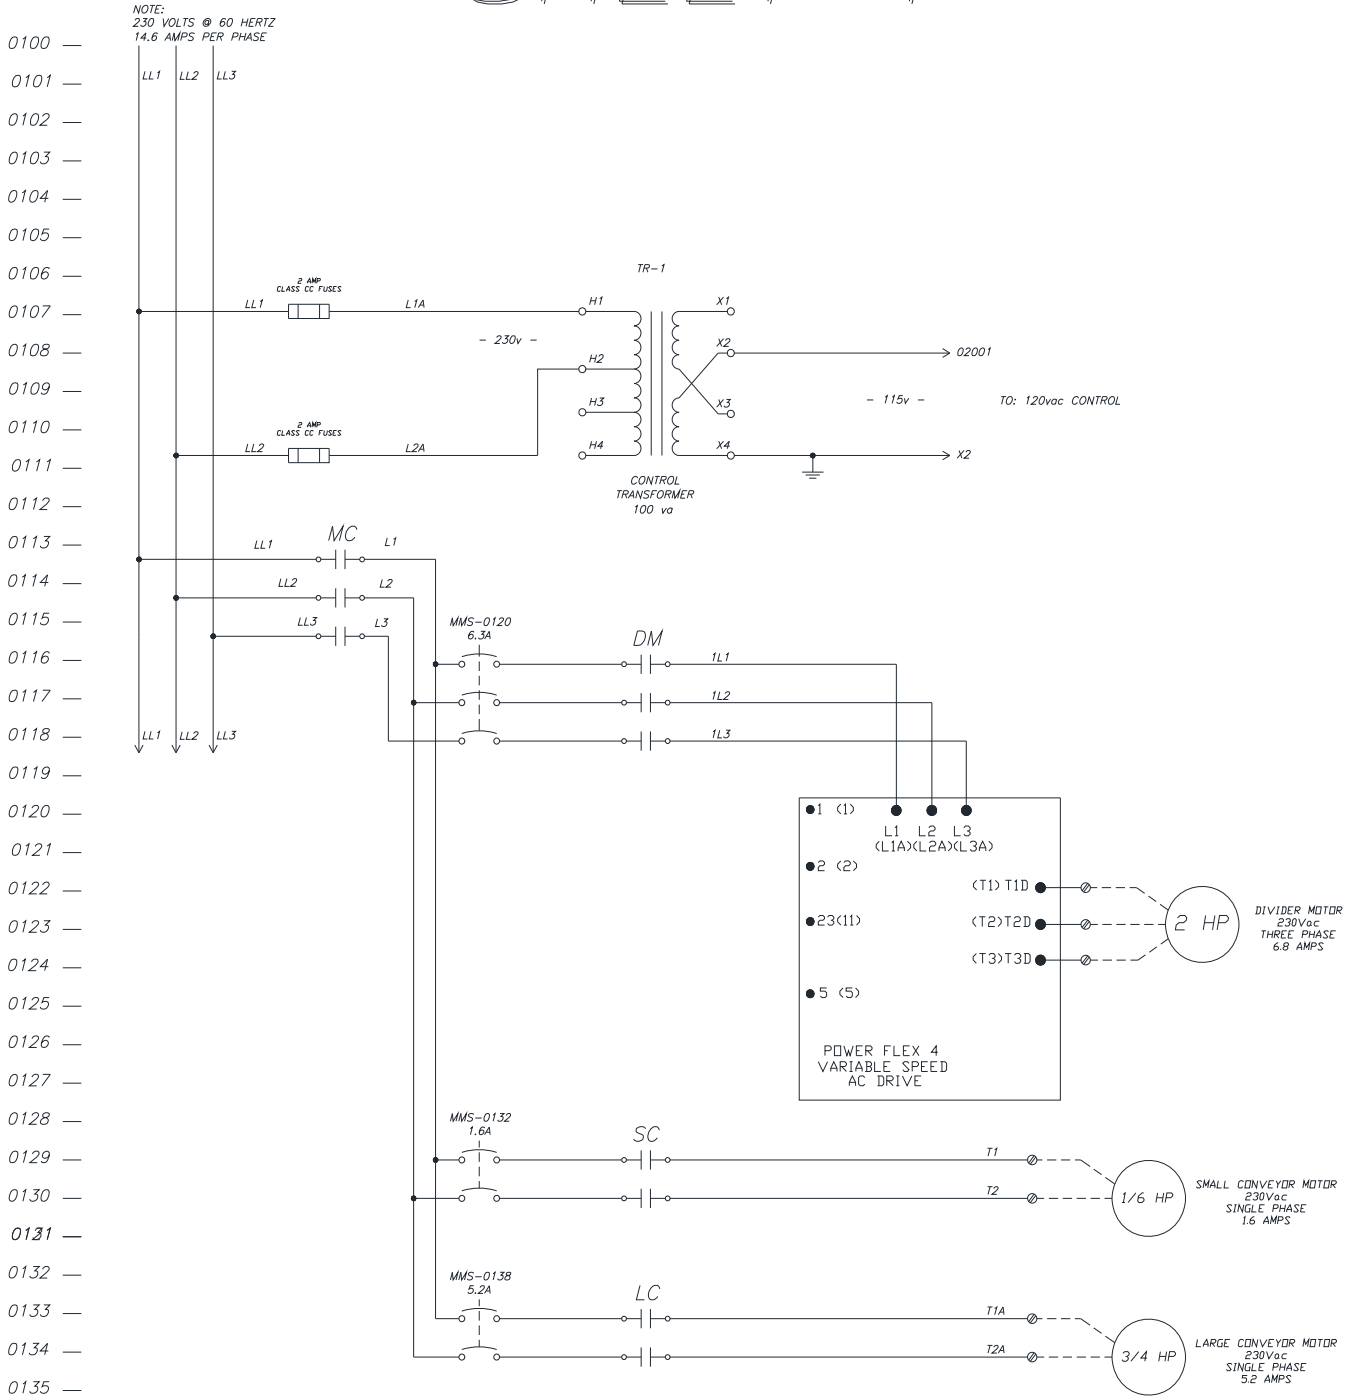 NOTE:
230 VOLTS @ 60 HERTZ
14.6 AMPS PER PHASE
0100
LL1 LL2 LL3
0101
0102
0103
0104
0105
0106
TR-1
2 AMP
CLASS CC FUSES
LL1 L1A H1 X1
0107
- 230v -
X2
0108
02001
H2
0109
- 115v -
TO: 120vac CONTROL
H3 X3
0110
2 AMP
CLASS CC FUSES
LL2 L2A H4 X4
X2
0111
CONTROL
TRANSFORMER
100 va
0112
MC
0113
LL1 L1
0114
LL2 L2
0115
LL3 L3
MMS-0120
6.3A
DM
0116
1L1
0117
1L2
0118
LL1 LL2 LL3
1L3
0119
0120
1 (1)
L1 L2 L3
(L1A)(L2A)(L3A)
0121
2 (2)
0122
(T1) T1D
0123
23(11)
(T2)T2D
2 HP
DIVIDER MOTOR
230Vac
THREE PHASE
6.8 AMPS
0124
(T3)T3D
0125
5 (5)
0126
POWER FLEX 4
VARIABLE SPEED
AC DRIVE
0127
0128
MMS-0132
1.6A
SC
0129
T1
0130
T2
1/6 HP
SMALL CONVEYOR MOTOR
230Vac
SINGLE PHASE
1.6 AMPS
0132
MMS-0138
5.2A
LC
0133
T1A
0134
T2A
3/4 HP
LARGE CONVEYOR MOTOR
230Vac
SINGLE PHASE
5.2 AMPS
0135